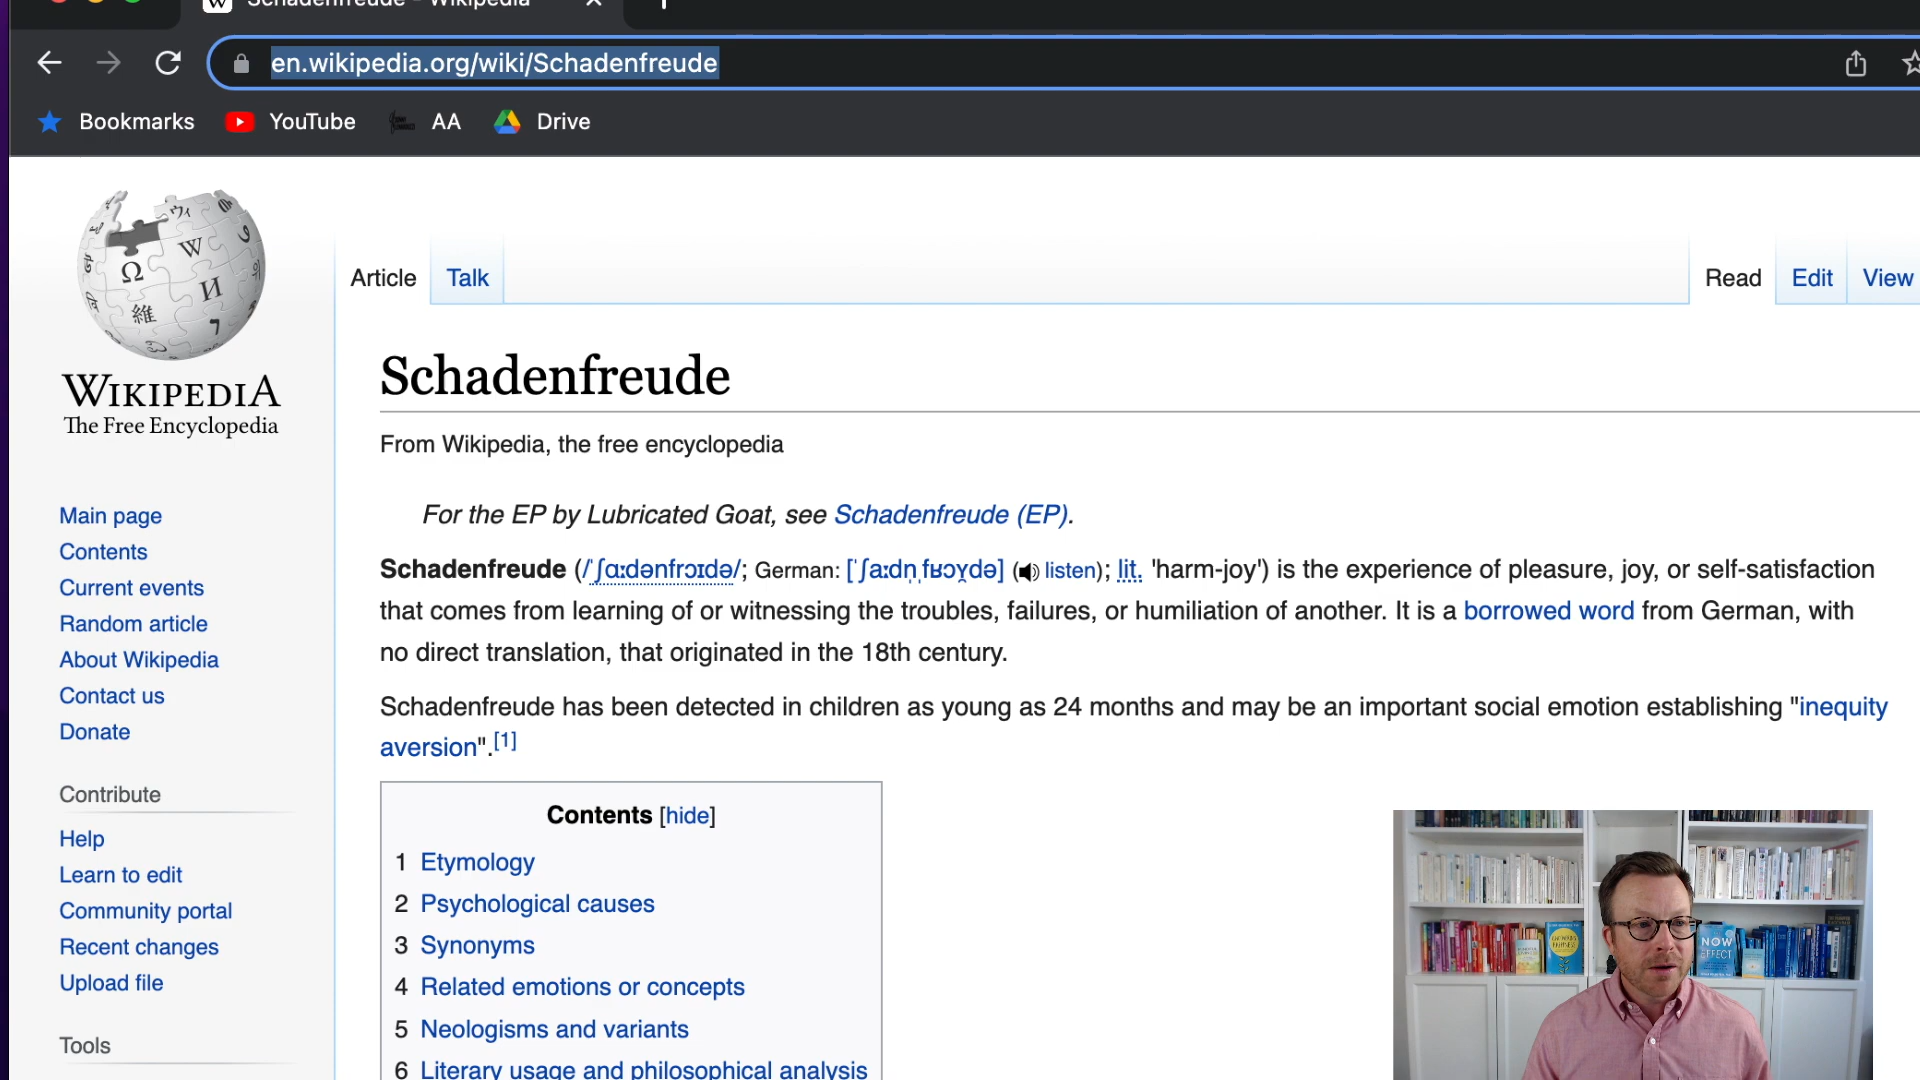 Schadenfreude - Wikipedia
en.wikipedia.org/wiki/Schadenfreude
Bookmarks YouTube AA Drive
Article Talk Read Edit View
WIKIPEDIA
The Free Encyclopedia
Main page
Contents
Current events
Random article
About Wikipedia
Contact us
Donate
Contribute
Help
Learn to edit
Community portal
Recent changes
Upload file
Tools
Schadenfreude
From Wikipedia, the free encyclopedia
For the EP by Lubricated Goat, see Schadenfreude (EP).
Schadenfreude (/ˈʃɑːdənfrɔɪdə/; German: [ˈʃaːdn̩ˌfʁɔʏ̯də] (listen); lit. 'harm-joy') is the experience of pleasure, joy, or self-satisfaction
that comes from learning of or witnessing the troubles, failures, or humiliation of another. It is a borrowed word from German, with
no direct translation, that originated in the 18th century.
Schadenfreude has been detected in children as young as 24 months and may be an important social emotion establishing "inequity
aversion".[1]
Contents [hide]
1 Etymology
2 Psychological causes
3 Synonyms
4 Related emotions or concepts
5 Neologisms and variants
6 Literary usage and philosophical analysis
NOW
EFFECT